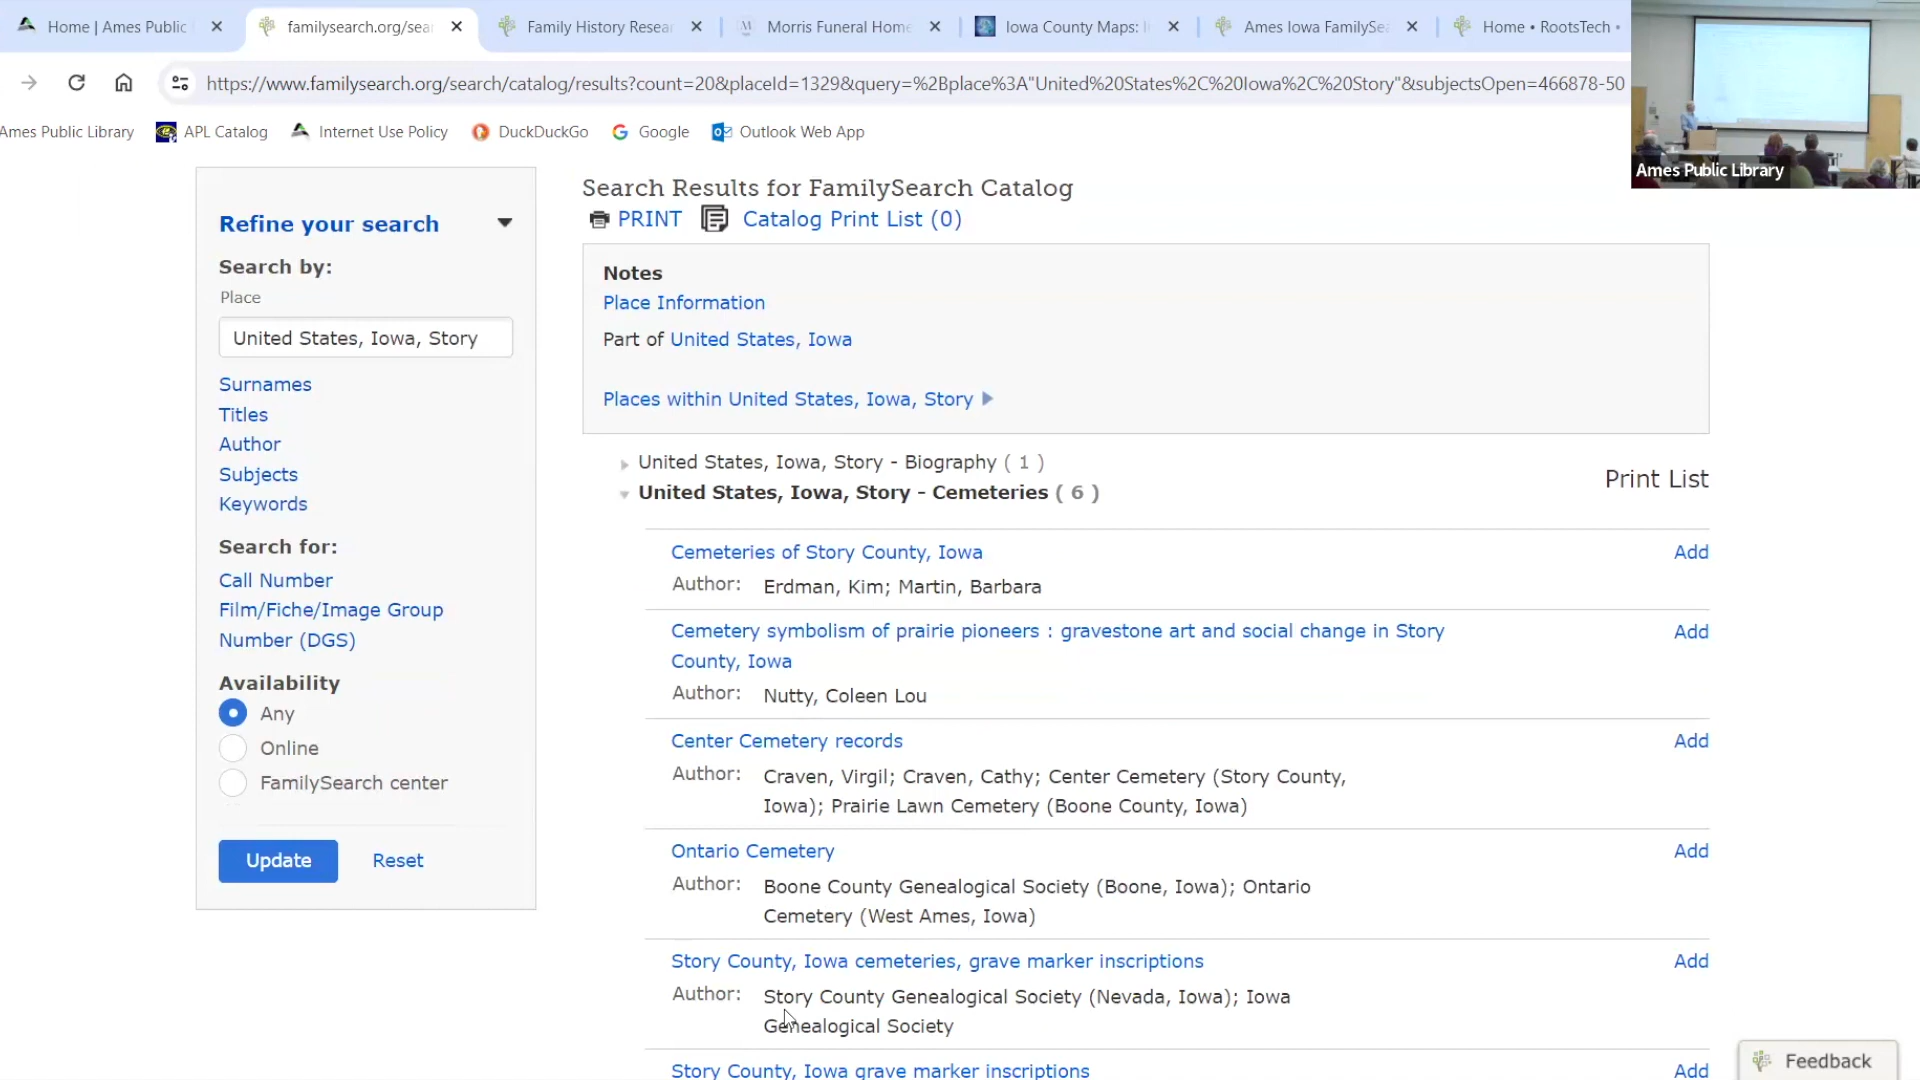 Home | Ames Public
familysearch.org/sear
Family History Resear
Morris Funeral Home
Iowa County Maps:
Ames Iowa FamilySea
Home • RootsTech •
https://www.familysearch.org/search/catalog/results?count=20&placeId=1329&query=%2Bplace%3A"United%20States%2C%20Iowa%2C%20Story"&subjectsOpen=466878-50
Ames Public Library
APL Catalog
Internet Use Policy
DuckDuckGo
Google
Outlook Web App
Ames Public Library
Refine your search
Search by:
Place
United States, Iowa, Story
Surnames
Titles
Author
Subjects
Keywords
Search for:
Call Number
Film/Fiche/Image Group
Number (DGS)
Availability
Any
Online
FamilySearch center
Update
Reset
Search Results for FamilySearch Catalog
PRINT
Catalog Print List (0)
Notes
Place Information
Part of United States, Iowa
Places within United States, Iowa, Story
United States, Iowa, Story - Biography ( 1 )
Print List
United States, Iowa, Story - Cemeteries ( 6 )
Cemeteries of Story County, Iowa
Add
Author: Erdman, Kim; Martin, Barbara
Cemetery symbolism of prairie pioneers : gravestone art and social change in Story
Add
County, Iowa
Author: Nutty, Coleen Lou
Center Cemetery records
Add
Author: Craven, Virgil; Craven, Cathy; Center Cemetery (Story County,
Iowa); Prairie Lawn Cemetery (Boone County, Iowa)
Ontario Cemetery
Add
Author: Boone County Genealogical Society (Boone, Iowa); Ontario
Cemetery (West Ames, Iowa)
Story County, Iowa cemeteries, grave marker inscriptions
Add
Author: Story County Genealogical Society (Nevada, Iowa); Iowa
Genealogical Society
Story County, Iowa grave marker inscriptions
Add
Feedback